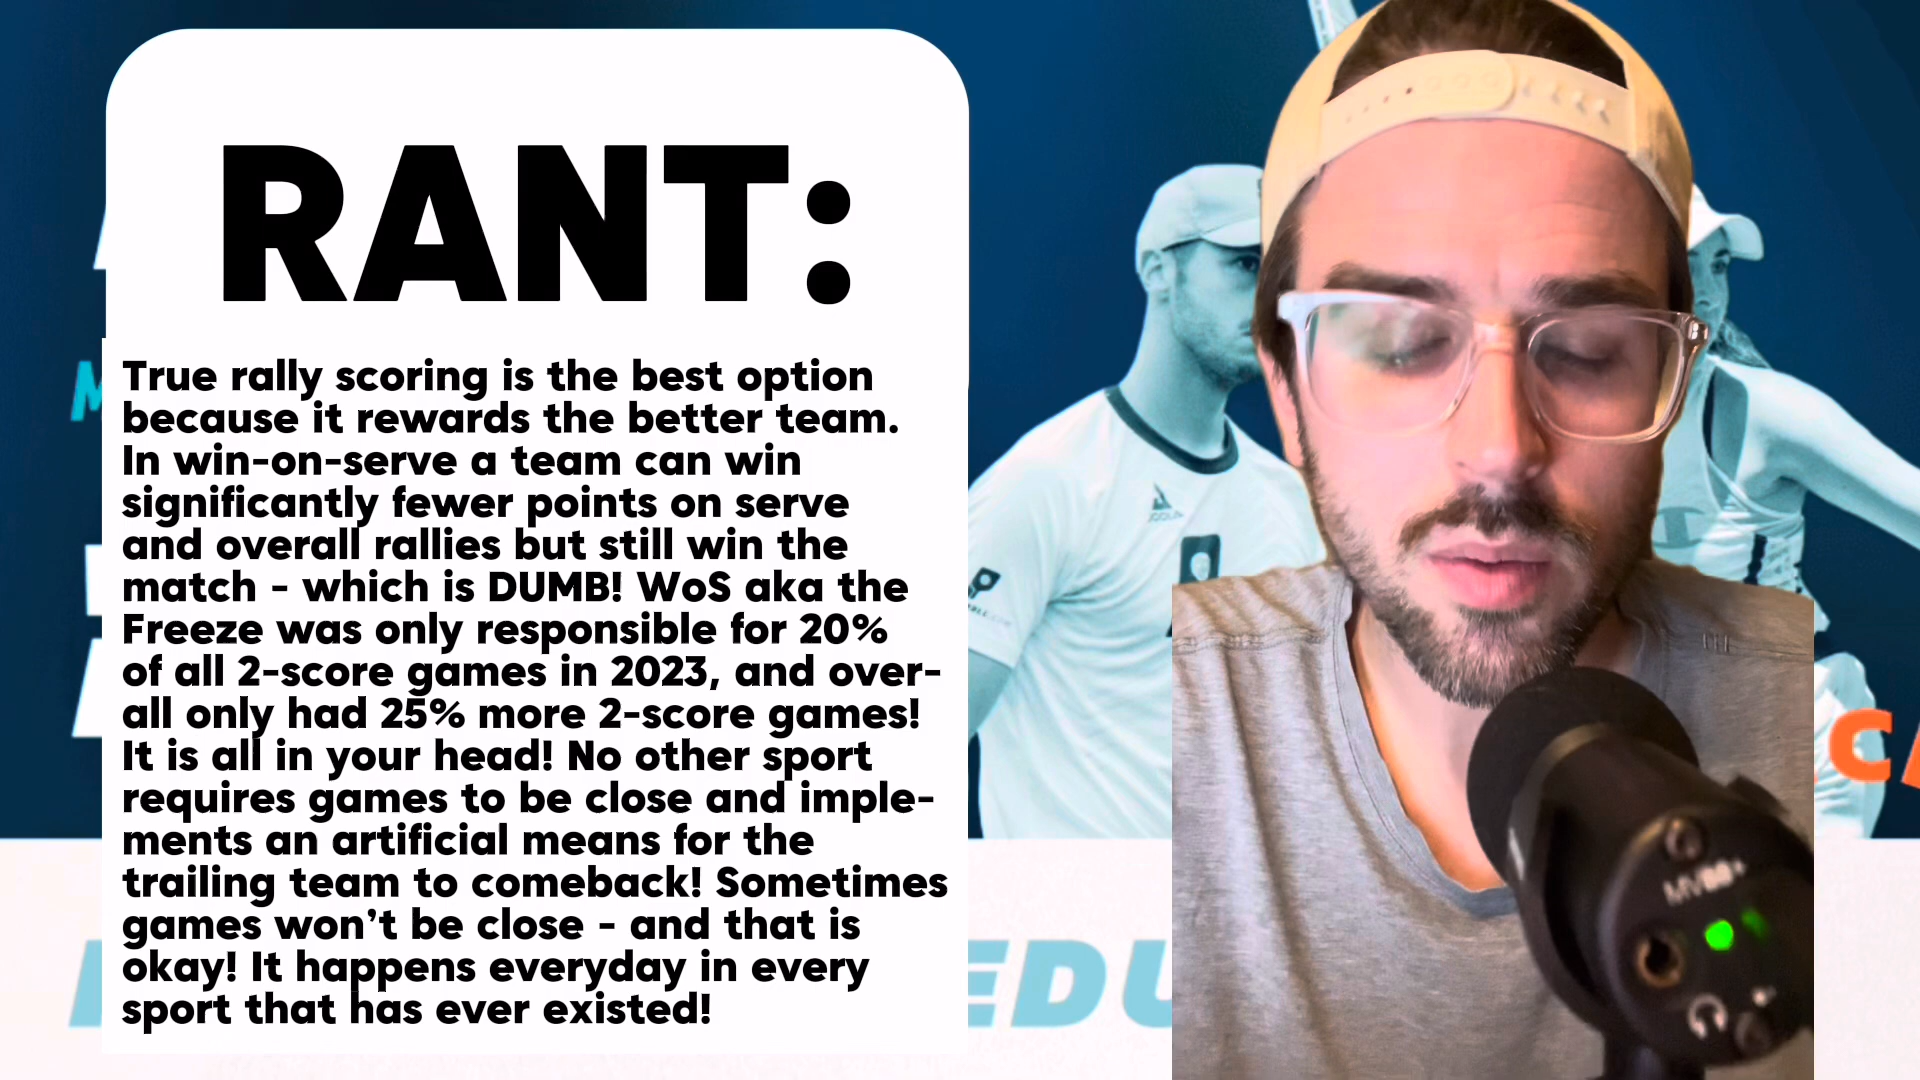 RANT:
True rally scoring is the best option
because it rewards the better team.
In win-on-serve a team can win
significantly fewer points on serve
and overall rallies but still win the
match - which is DUMB! WoS aka the
Freeze was only responsible for 20%
of all 2-score games in 2023, and over-
all only had 25% more 2-score games!
It is all in your head! No other sport
requires games to be close and imple-
ments an artificial means for the
trailing team to comeback! Sometimes
games won't be close - and that is
okay! It happens everyday in every
sport that has ever existed!
JOOLA
MV88+